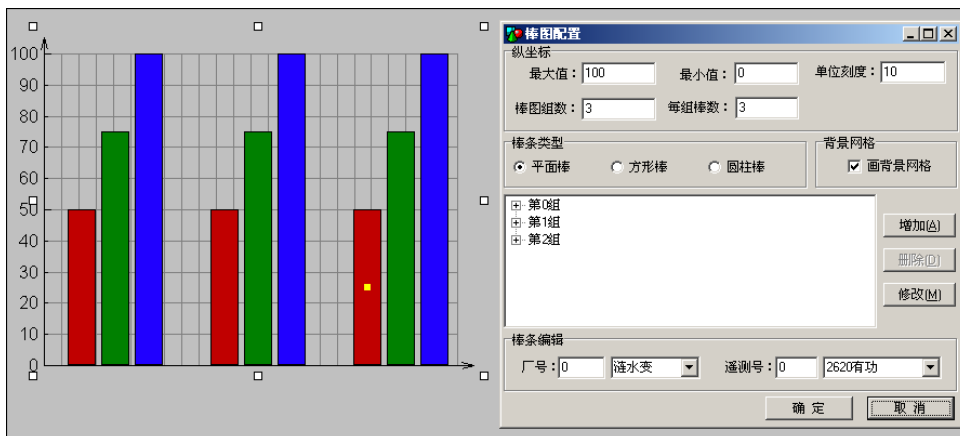 100
90
80
70
60
50
40
30
20
10
0
棒图配置
纵坐标
最大值：100 最小值：0 单位刻度：10
棒图组数：3 每组棒数：3
棒条类型 背景网格
平面棒 方形棒 圆柱棒 画背景网格
第0组
第1组
第2组
增加(A)
删除(D)
修改(M)
棒条编辑
厂号：0 涟水变 遥测号：0 2620有功
确 定 取 消